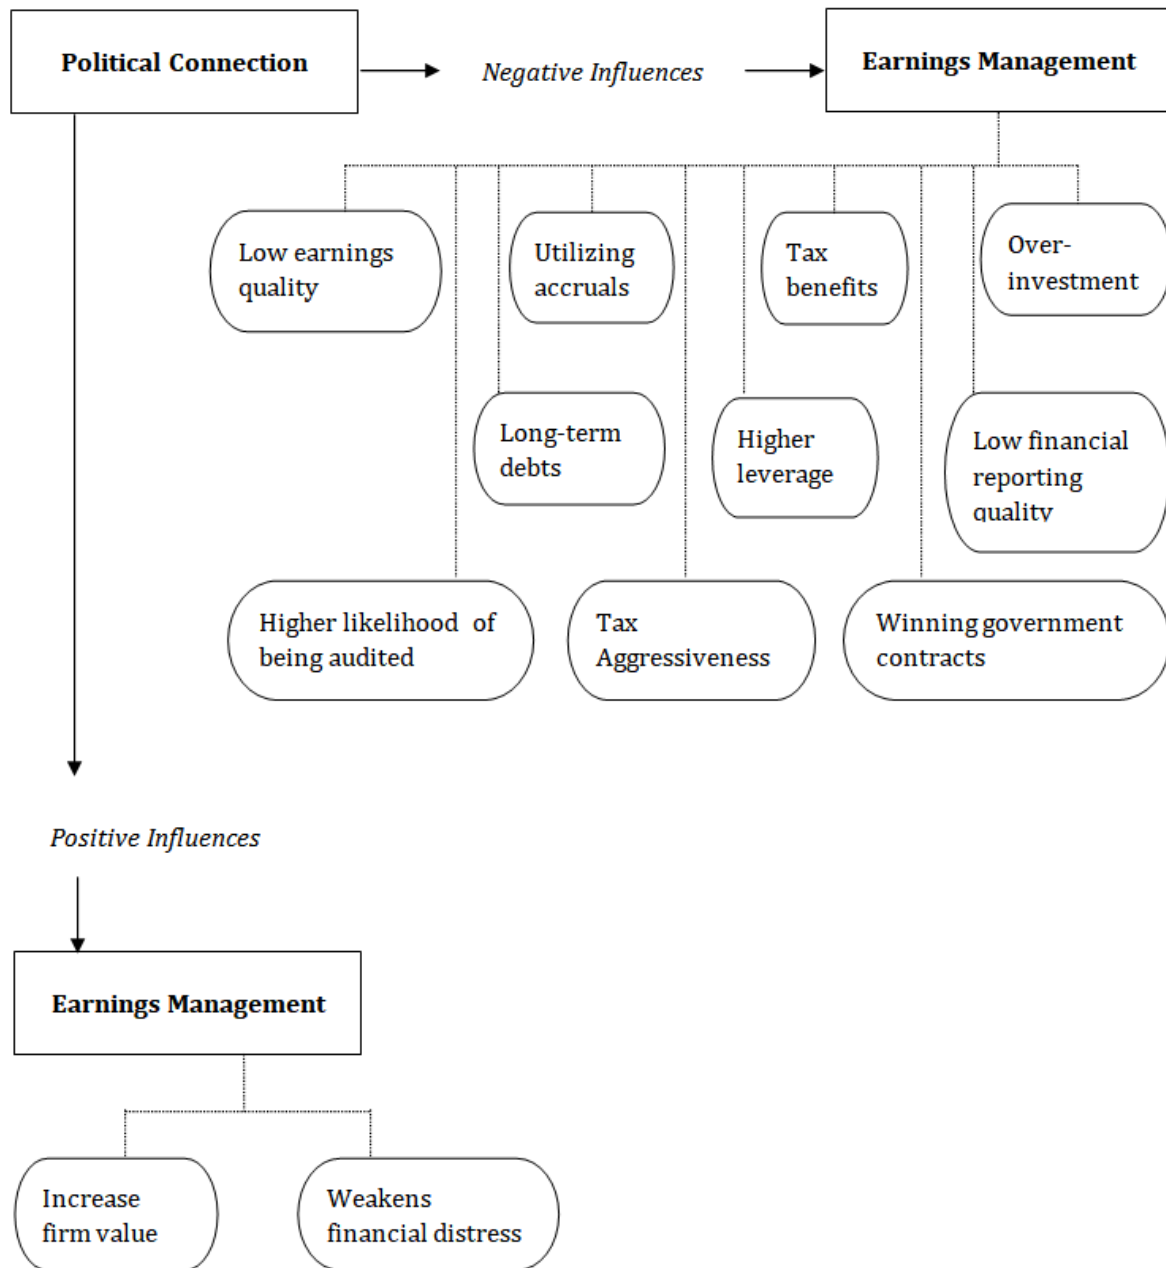 Political Connection
Negative Influences
Earnings Management
Low earnings
quality
Utilizing
accruals
Tax
benefits
Over-
investment
Long-term
debts
Higher
leverage
Low financial
reporting
quality
Higher likelihood of
being audited
Tax
Aggressiveness
Winning government
contracts
Positive Influences
Earnings Management
Increase
firm value
Weakens
financial distress